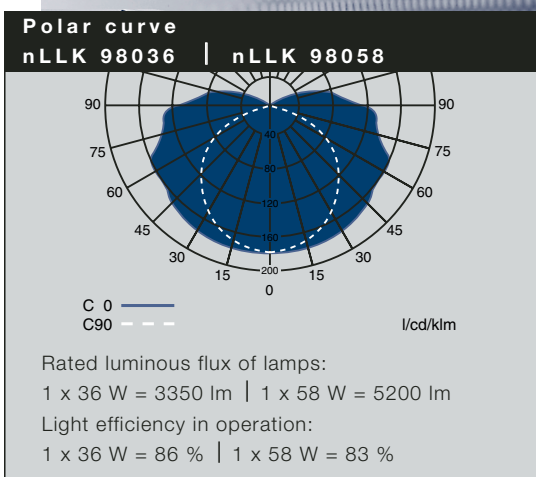 Polar curve
nLLK 98036 | nLLK 98058
90 90
40
75 75
80
60 60
120
45 45
160
30 30
200
15 15
0
C 0
C90 l/cd/klm
Rated luminous flux of lamps:
1 x 36 W = 3350 lm | 1 x 58 W = 5200 lm
Light efficiency in operation:
1 x 36 W = 86 % | 1 x 58 W = 83 %